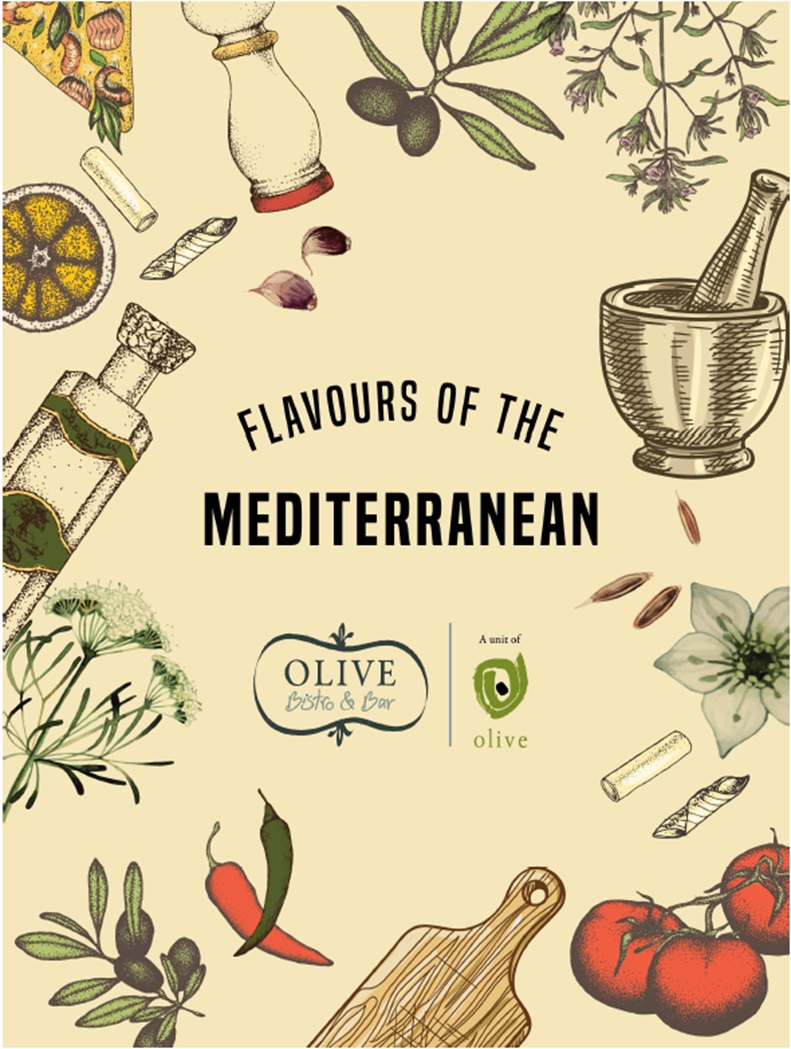 FLAVOURS OF THE
MEDITERRANEAN
OLIVE
Bistro & Bar
A unit of
olive